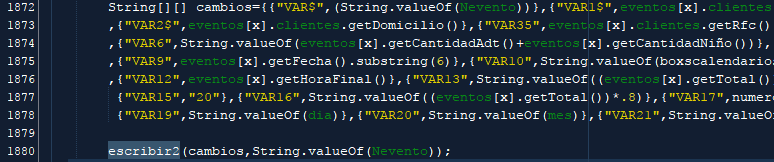 1872 String[][] cambios={{"VAR$",(String.valueOf(Nevento))},{"VAR1$",eventos[x].clientes.
1873 ,{"VAR2$",eventos[x].clientes.getDomicilio()},{"VAR35",eventos[x].clientes.getRfc()
1874 ,{"VAR6",String.valueOf(eventos[x].getCantidadAdt()+eventos[x].getCantidadNiño())},
1875 ,{"VAR9",eventos[x].getFecha().substring(6)},{"VAR10",String.valueOf(boxscalendarios
1876 ,{"VAR12",eventos[x].getHoraFinal()},{"VAR13",String.valueOf((eventos[x].getTotal()
1877 {"VAR15","20"},{"VAR16",String.valueOf((eventos[x].getTotal())*.8)},{"VAR17",numero
1878 {"VAR19",String.valueOf(dia)},{"VAR20",String.valueOf(mes)},{"VAR21",String.valueOf
1879
1880 escribir2(cambios,String.valueOf(Nevento));